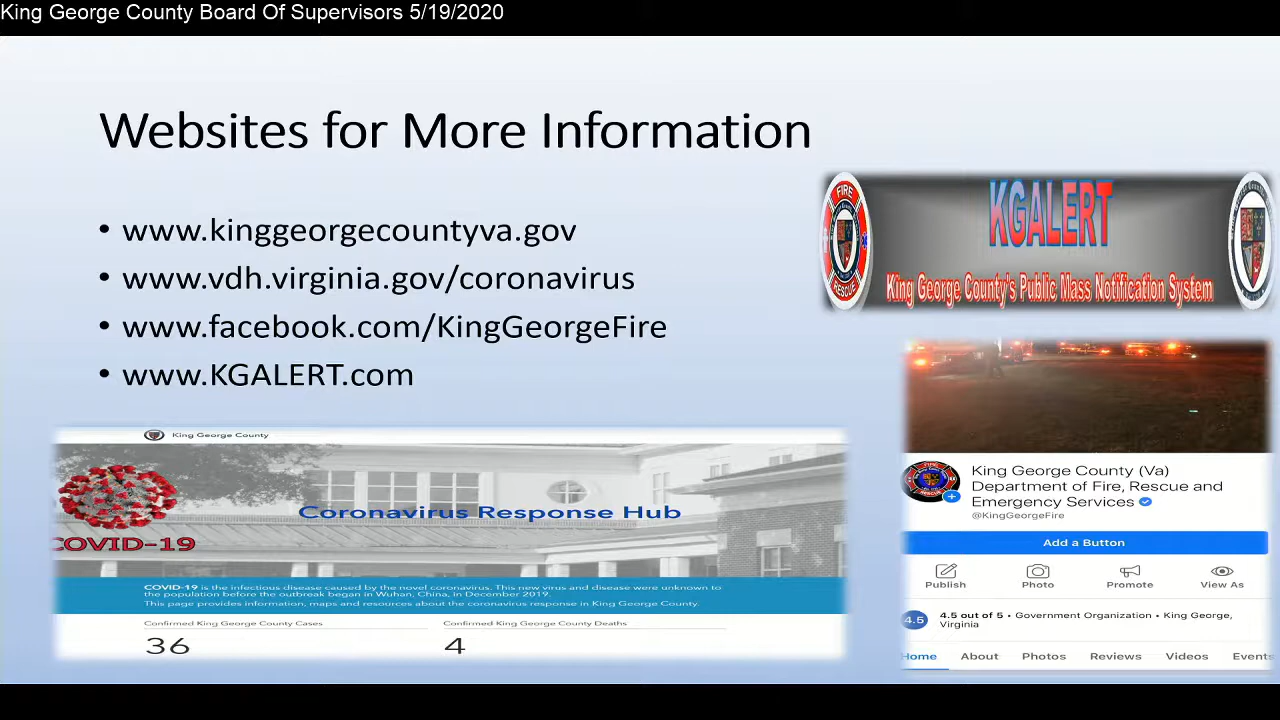 King George County Board Of Supervisors 5/19/2020
Websites for More Information
• www.kinggeorgecountyva.gov
• www.vdh.virginia.gov/coronavirus
• www.facebook.com/KingGeorgeFire
• www.KGALERT.com
FIRE
RESCUE
KGALERT
King George County's Public Mass Notification System
King George County
Coronavirus Response Hub
COVID-19
COVID-19 is the infectious disease caused by the novel coronavirus. This new virus and disease were unknown to
the population before the outbreak began in Wuhan, China, in December 2019.
This page provides information, maps and resources about the coronavirus response in King George County.
Confirmed King George County Cases
36
Confirmed King George County Deaths
4
King George County (Va)
Department of Fire, Rescue and
Emergency Services
@KingGeorgeFire
Add a Button
Publish
Photo
Promote
View As
4.5
4.5 out of 5 • Government Organization • King George,
Virginia
Home
About
Photos
Reviews
Videos
Events